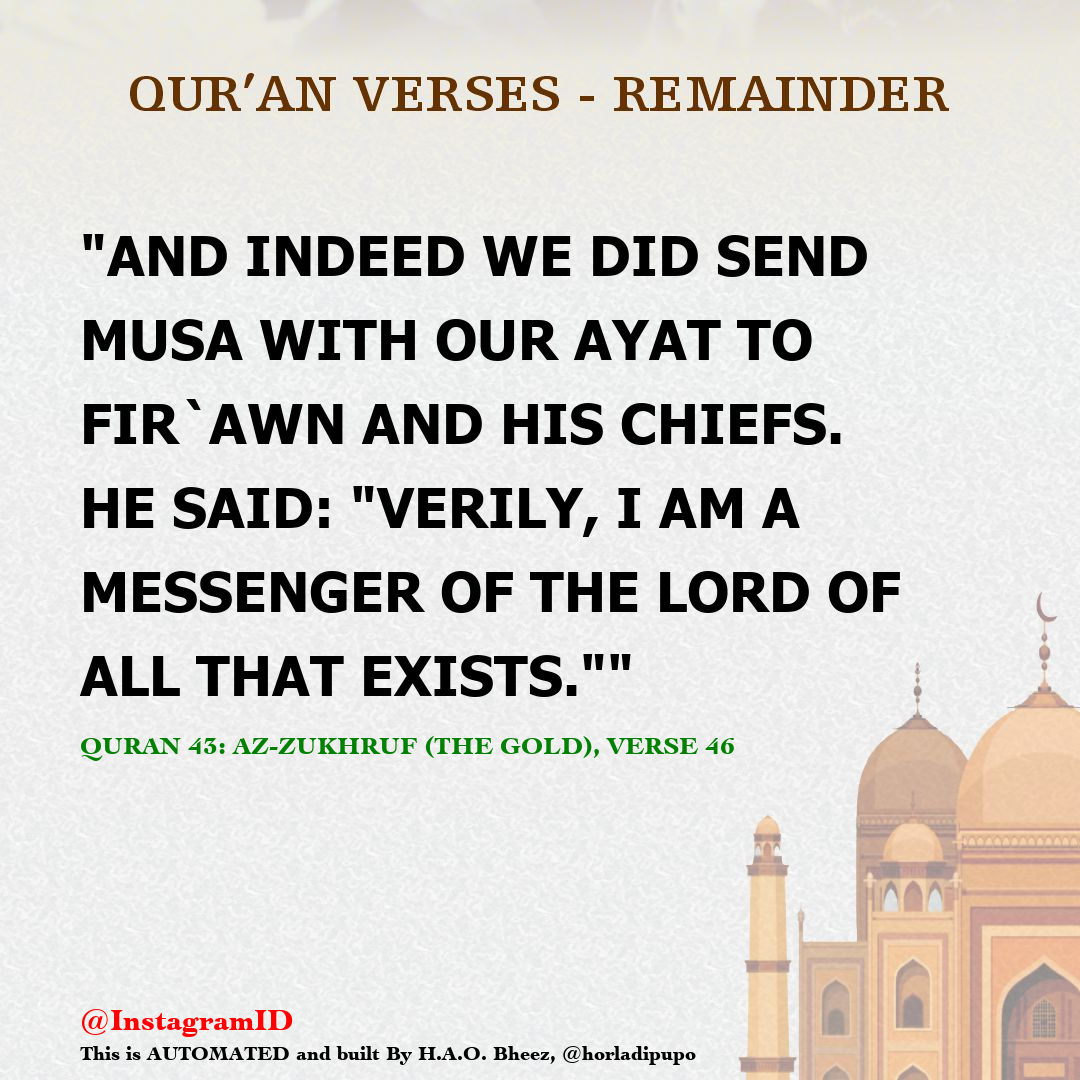 QUR'AN VERSES - REMAINDER
"AND INDEED WE DID SEND
MUSA WITH OUR AYAT TO
FIR`AWN AND HIS CHIEFS.
HE SAID: "VERILY, I AM A
MESSENGER OF THE LORD OF
ALL THAT EXISTS.""
QURAN 43: AZ-ZUKHRUF (THE GOLD), VERSE 46
@InstagramID
This is AUTOMATED and built By H.A.O. Bheez, @horladipupo